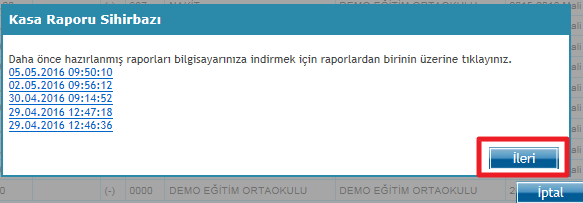 Kasa Raporu Sihirbazı
Daha önce hazırlanmış raporları bilgisayarınıza indirmek için raporlardan birinin üzerine tıklayınız.
05.05.2016 09:50:10
02.05.2016 09:56:12
30.04.2016 09:14:52
29.04.2016 12:47:18
29.04.2016 12:46:36
İleri
(-) 0000 DEMO EĞİTİM ORTAOKULU DEMO EĞİTİM ORTAOKULU
İptal